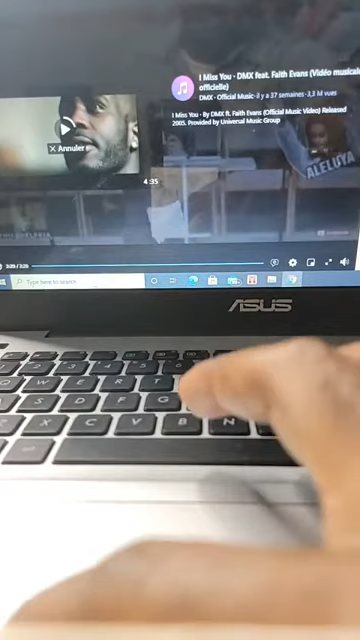 I Miss You - DMX feat. Faith Evans (Vidéo musicale
officielle)
DMX - Official Music • il y a 37 semaines • 3,3 M vues
I Miss You - By DMX ft. Faith Evans (Official Music Video) Released
2005. Provided by Universal Music Group
Annuler
4:35
ALELUYA
Type here to search
ASUS
Q W E R
S D F G
X C V B N